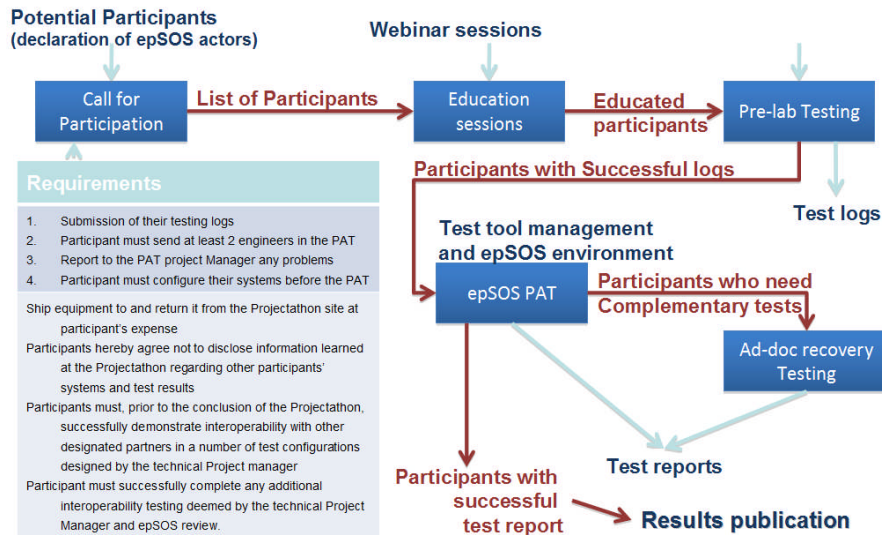 Potential Participants
(declaration of epSOS actors)
Webinar sessions
Call for
Participation
List of Participants
Education
sessions
Educated
participants
Pre-lab Testing
Participants with Successful logs
Test logs
Requirements
1. Submission of their testing logs
2. Participant must send at least 2 engineers in the PAT
3. Report to the PAT project Manager any problems
4. Participant must configure their systems before the PAT
Ship equipment to and return it from the Projectathon site at
participant's expense
Participants hereby agree not to disclose information learned
at the Projectathon regarding other participants'
systems and test results
Participants must, prior to the conclusion of the Projectathon,
successfully demonstrate interoperability with other
designated partners in a number of test configurations
designed by the technical Project manager
Participant must successfully complete any additional
interoperability testing deemed by the technical Project
Manager and epSOS review.
Test tool management
and epSOS environment
epSOS PAT
Participants who need
Complementary tests
Ad-doc recovery
Testing
Test reports
Participants with
successful
test report
Results publication